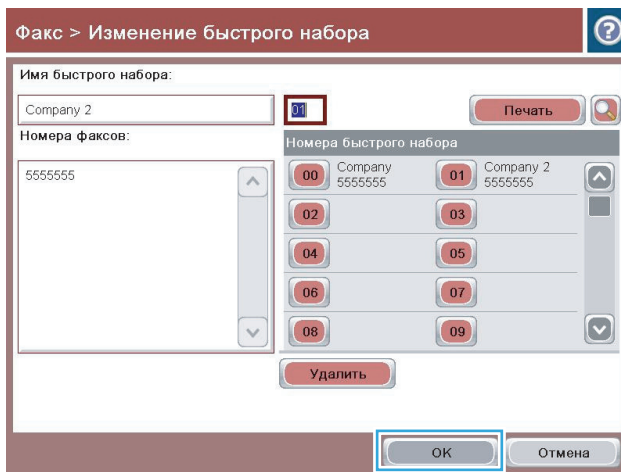 Факс > Изменение быстрого набора
?
Имя быстрого набора:
Company 2
01
Печать
Номера факсов:
5555555
Номера быстрого набора
00 Company 5555555
01 Company 2 5555555
02
03
04
05
06
07
08
09
Удалить
OK
Отмена